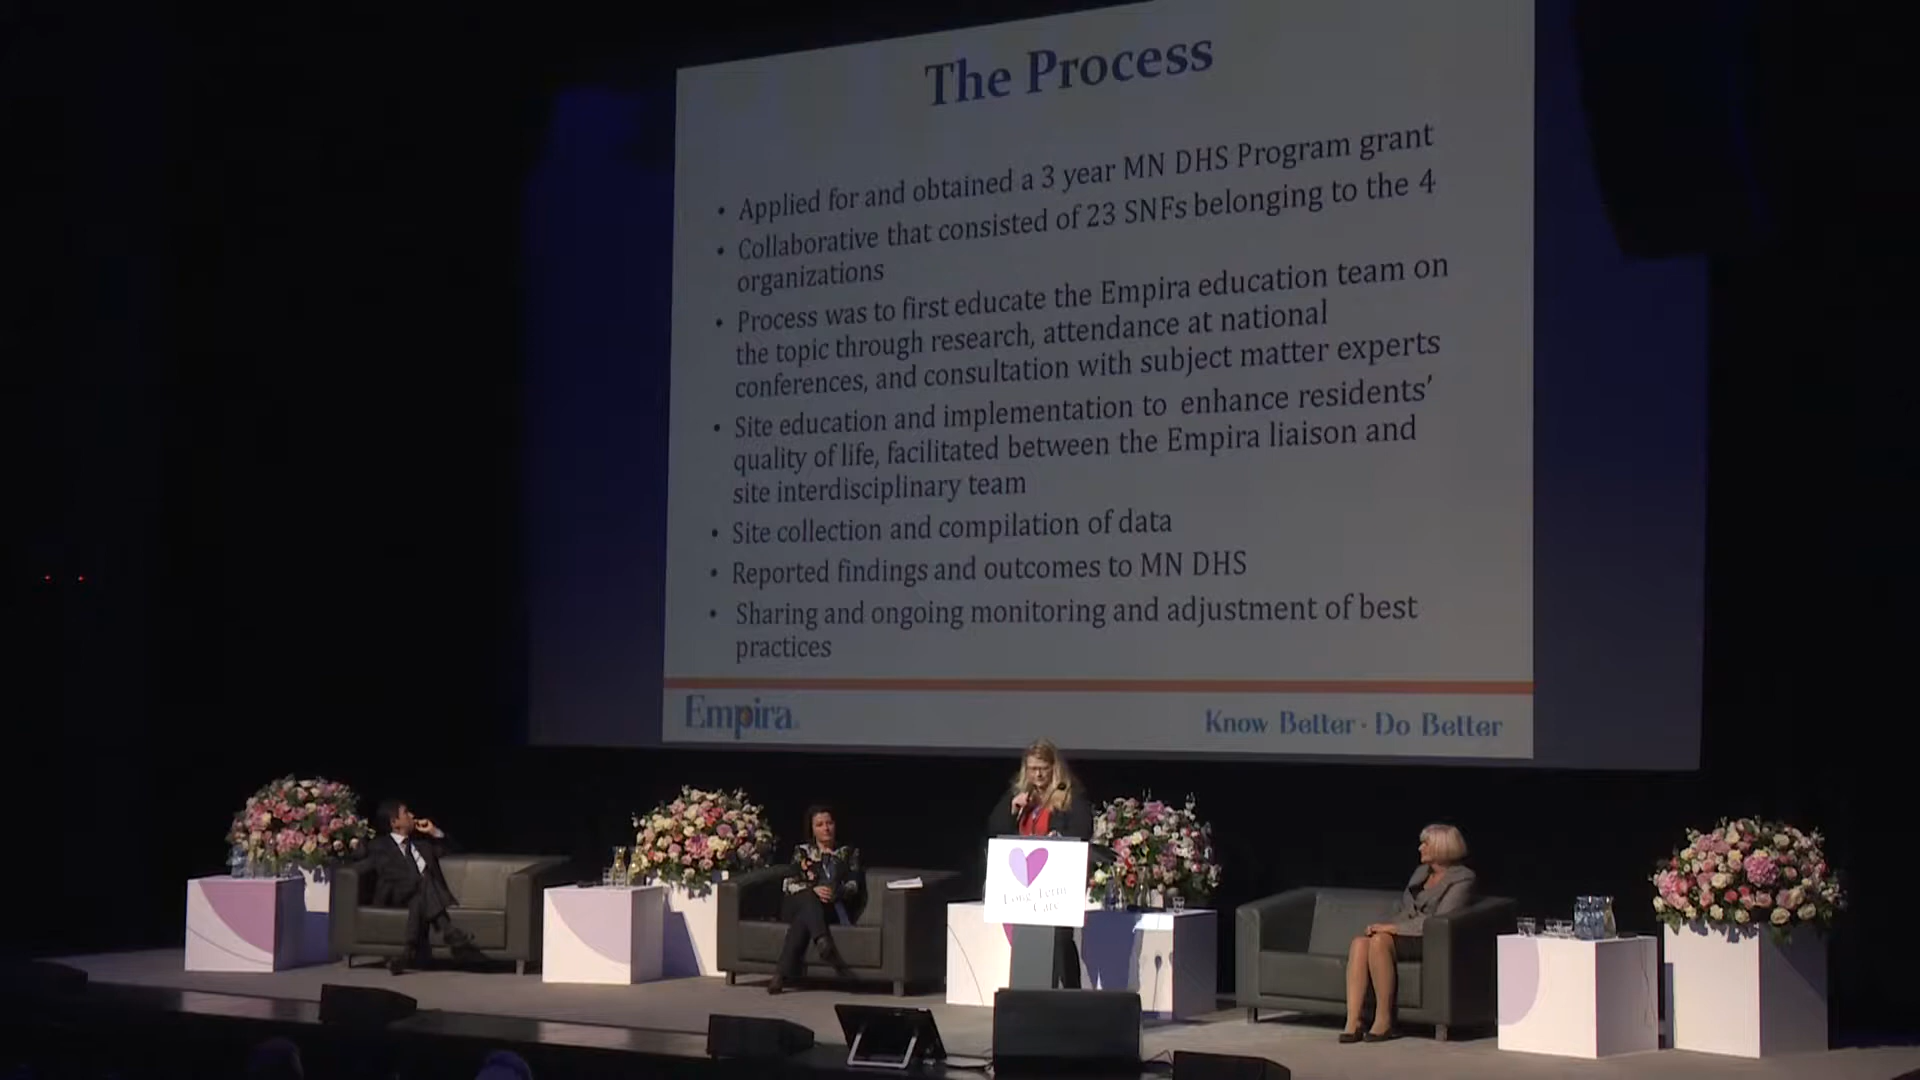 The Process
• Applied for and obtained a 3 year MN DHS Program grant
• Collaborative that consisted of 23 SNFs belonging to the 4
organizations
• Process was to first educate the Empira education team on
the topic through research, attendance at national
conferences, and consultation with subject matter experts
• Site education and implementation to enhance residents’
quality of life, facilitated between the Empira liaison and
site interdisciplinary team
• Site collection and compilation of data
• Reported findings and outcomes to MN DHS
• Sharing and ongoing monitoring and adjustment of best
practices
Empira
Know Better · Do Better
Long-Term
Care